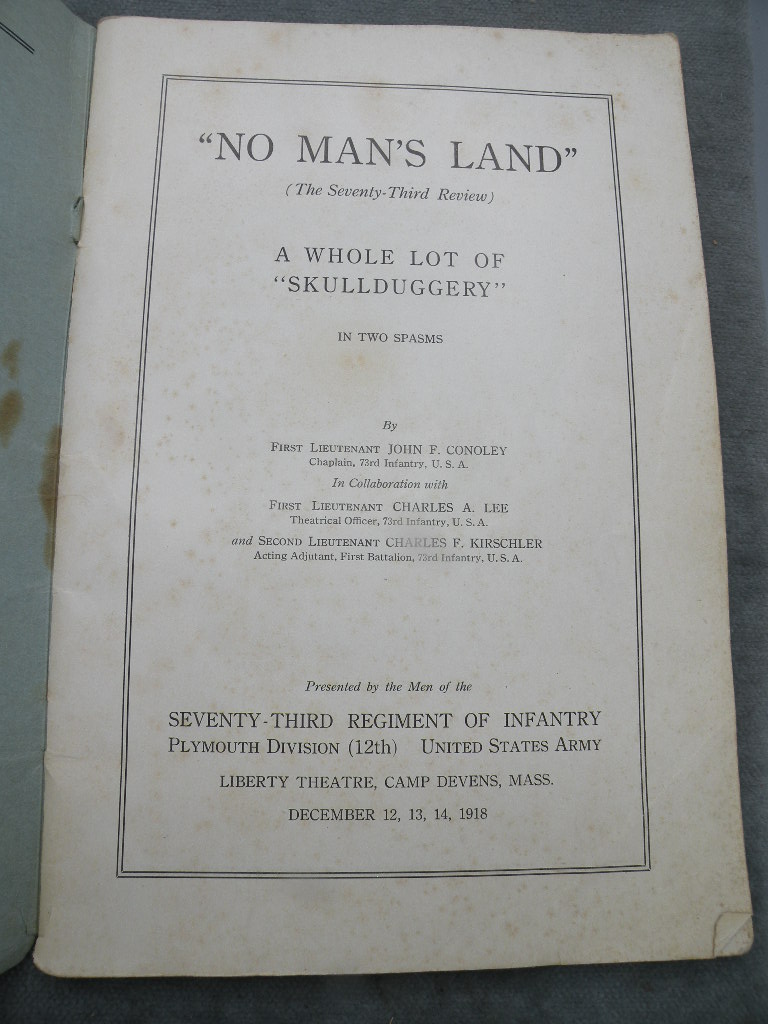 “NO MAN’S LAND”
(The Seventy-Third Review)
A WHOLE LOT OF
“SKULLDUGGERY”
IN TWO SPASMS
By
FIRST LIEUTENANT JOHN F. CONOLEY
Chaplain, 73rd Infantry, U. S. A.
In Collaboration with
FIRST LIEUTENANT CHARLES A. LEE
Theatrical Officer, 73rd Infantry, U. S. A.
and SECOND LIEUTENANT CHARLES F. KIRSCHLER
Acting Adjutant, First Battalion, 73rd Infantry, U. S. A.
Presented by the Men of the
SEVENTY-THIRD REGIMENT OF INFANTRY
PLYMOUTH DIVISION (12th) UNITED STATES ARMY
LIBERTY THEATRE, CAMP DEVENS, MASS.
DECEMBER 12, 13, 14, 1918